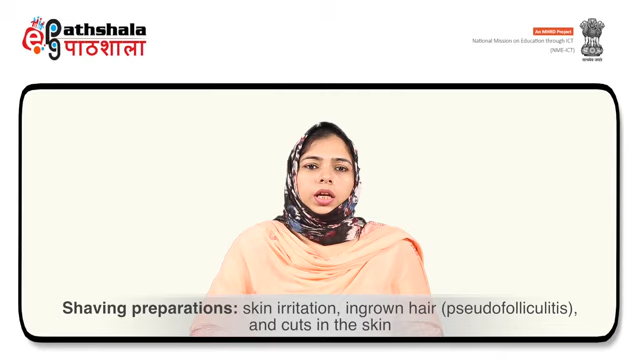 ePg
Pathshala
पाठशाला
An MHRD Project
National Mission on Education through ICT
(NME-ICT)
Shaving preparations: skin irritation, ingrown hair (pseudofolliculitis),
and cuts in the skin